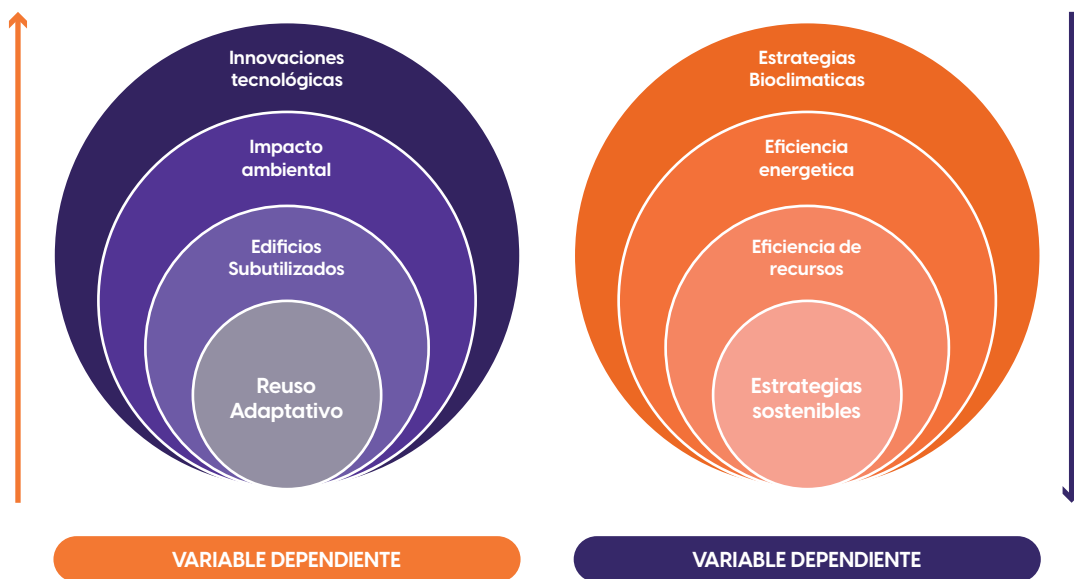 Innovaciones
tecnológicas
Impacto
ambiental
Edificios
Subutilizados
Reuso
Adaptativo
VARIABLE DEPENDIENTE
Estrategias
Bioclimaticas
Eficiencia
energetica
Eficiencia de
recursos
Estrategias
sostenibles
VARIABLE DEPENDIENTE